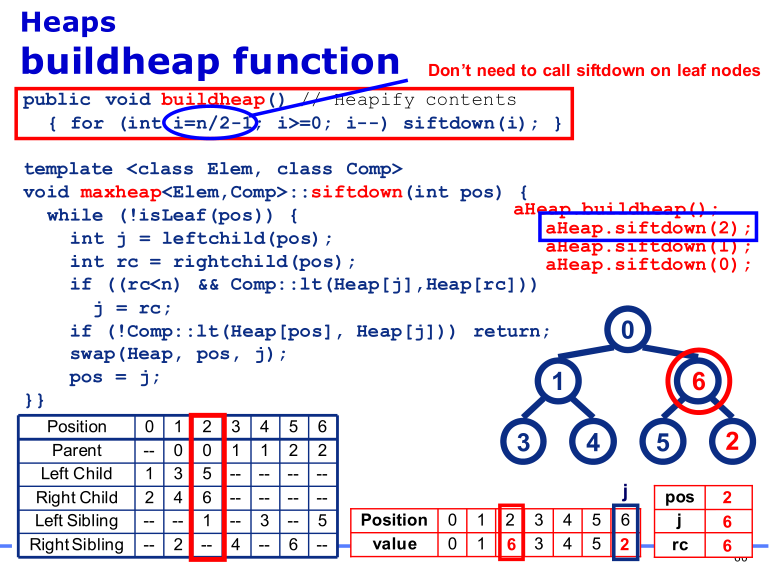 Heaps
buildheap function
Don't need to call siftdown on leaf nodes
public void buildheap() // Heapify contents
{ for (int i=n/2-1; i>=0; i--) siftdown(i); }
template <class Elem, class Comp>
void maxheap<Elem,Comp>::siftdown(int pos) {
while (!isLeaf(pos)) {
int j = leftchild(pos);
int rc = rightchild(pos);
if ((rc<n) && Comp::lt(Heap[j],Heap[rc]))
j = rc;
if (!Comp::lt(Heap[pos], Heap[j])) return;
swap(Heap, pos, j);
pos = j;
}}
aHeap.buildheap();
aHeap.siftdown(2);
aHeap.siftdown(1);
aHeap.siftdown(0);
0
1 6
3 4 5 2
Position 0 1 2 3 4 5 6
Parent -- 0 0 1 1 2 2
Left Child 1 3 5 -- -- -- --
Right Child 2 4 6 -- -- -- --
Left Sibling -- -- 1 -- 3 -- 5
Right Sibling -- 2 -- 4 -- 6 --
j
Position 0 1 2 3 4 5 6
value 0 1 6 3 4 5 2
pos 2
j 6
rc 6